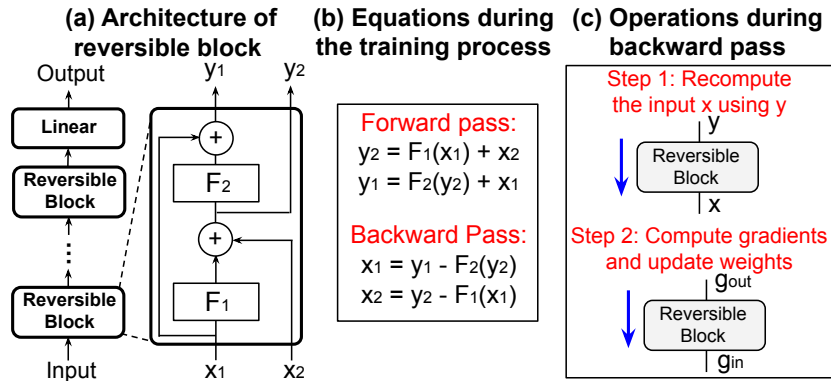 (a) Architecture of
reversible block
Output
Linear
Reversible
Block
...
Reversible
Block
Input
y1
y2
+
F2
+
F1
x1
x2
(b) Equations during
the training process
Forward pass:
y2 = F1(x1) + x2
y1 = F2(y2) + x1
Backward Pass:
x1 = y1 - F2(y2)
x2 = y2 - F1(x1)
(c) Operations during
backward pass
Step 1: Recompute
the input x using y
y
Reversible
Block
x
Step 2: Compute gradients
and update weights
gout
Reversible
Block
gin